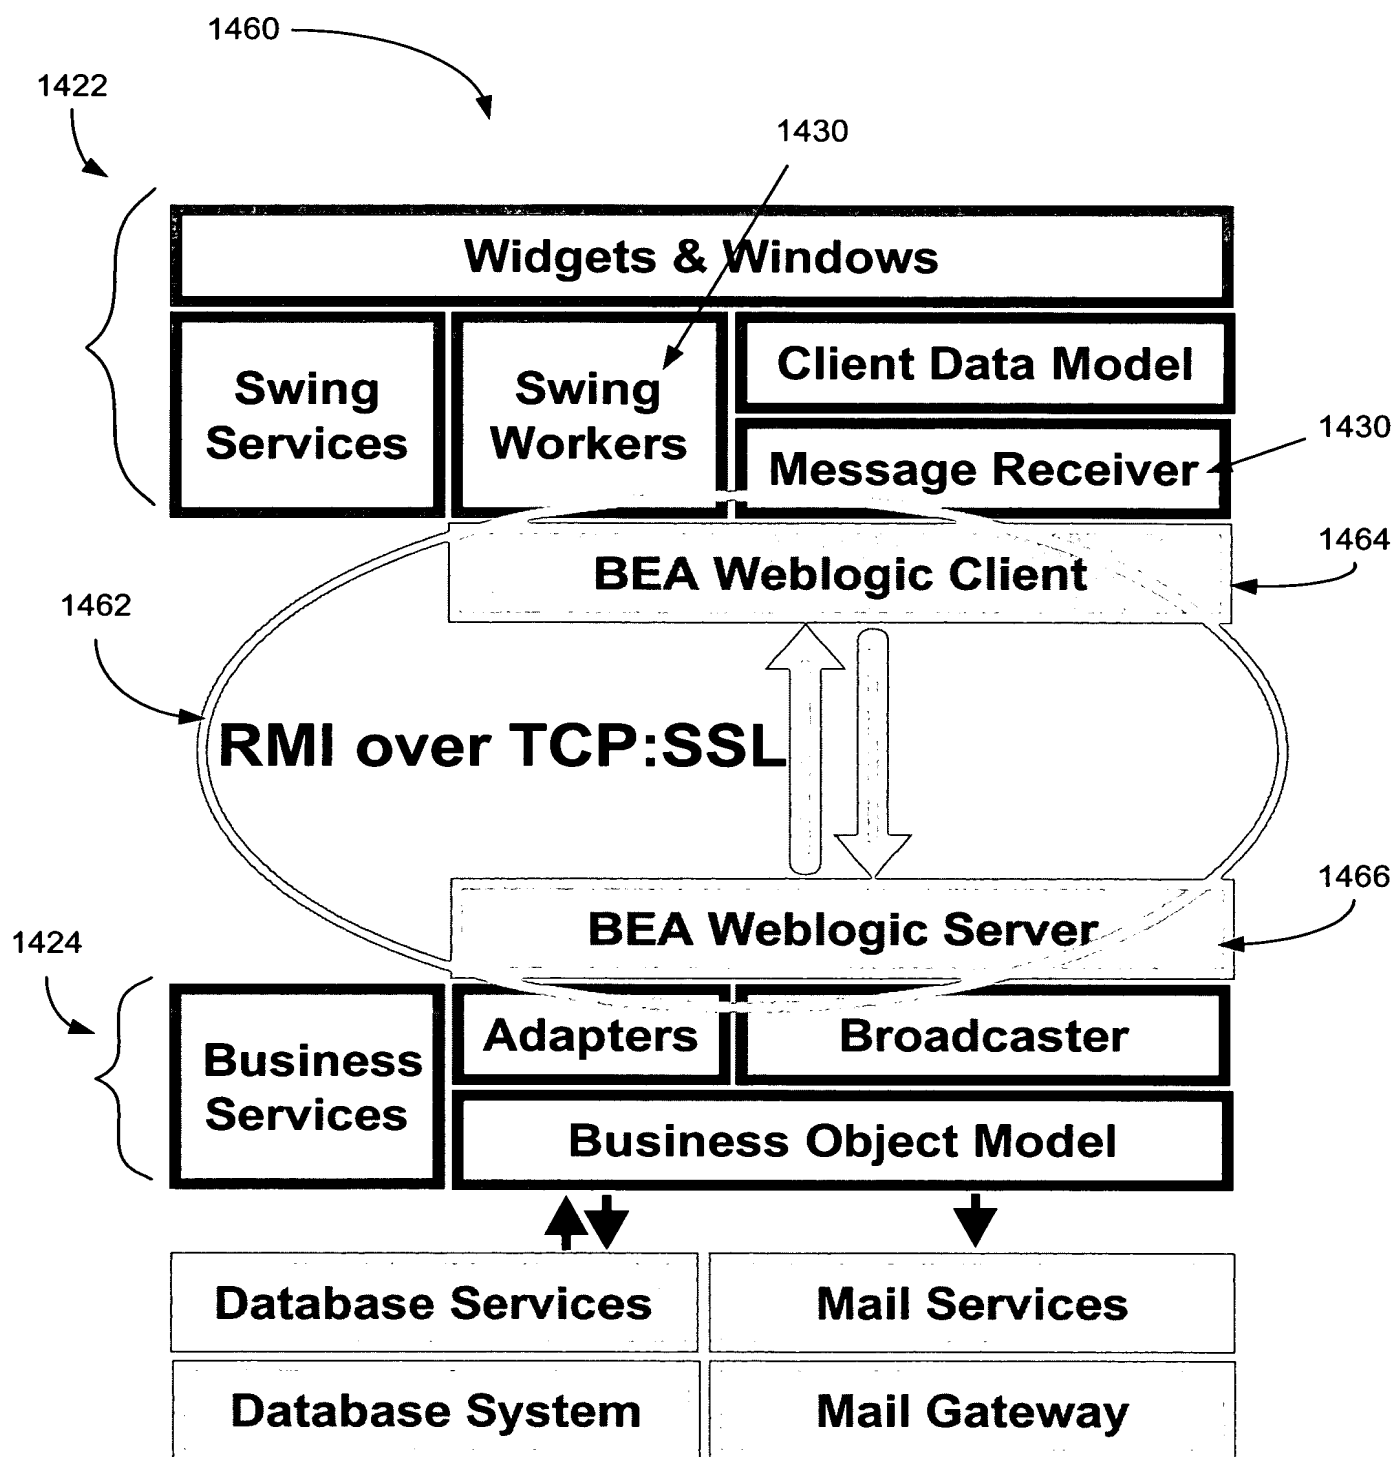 1460
1422
1430
Widgets & Windows
Swing
Services
Swing
Workers
Client Data Model
Message Receiver
1430
BEA Weblogic Client
1464
1462
RMI over TCP:SSL
BEA Weblogic Server
1466
1424
Business
Services
Adapters
Broadcaster
Business Object Model
Database Services
Mail Services
Database System
Mail Gateway